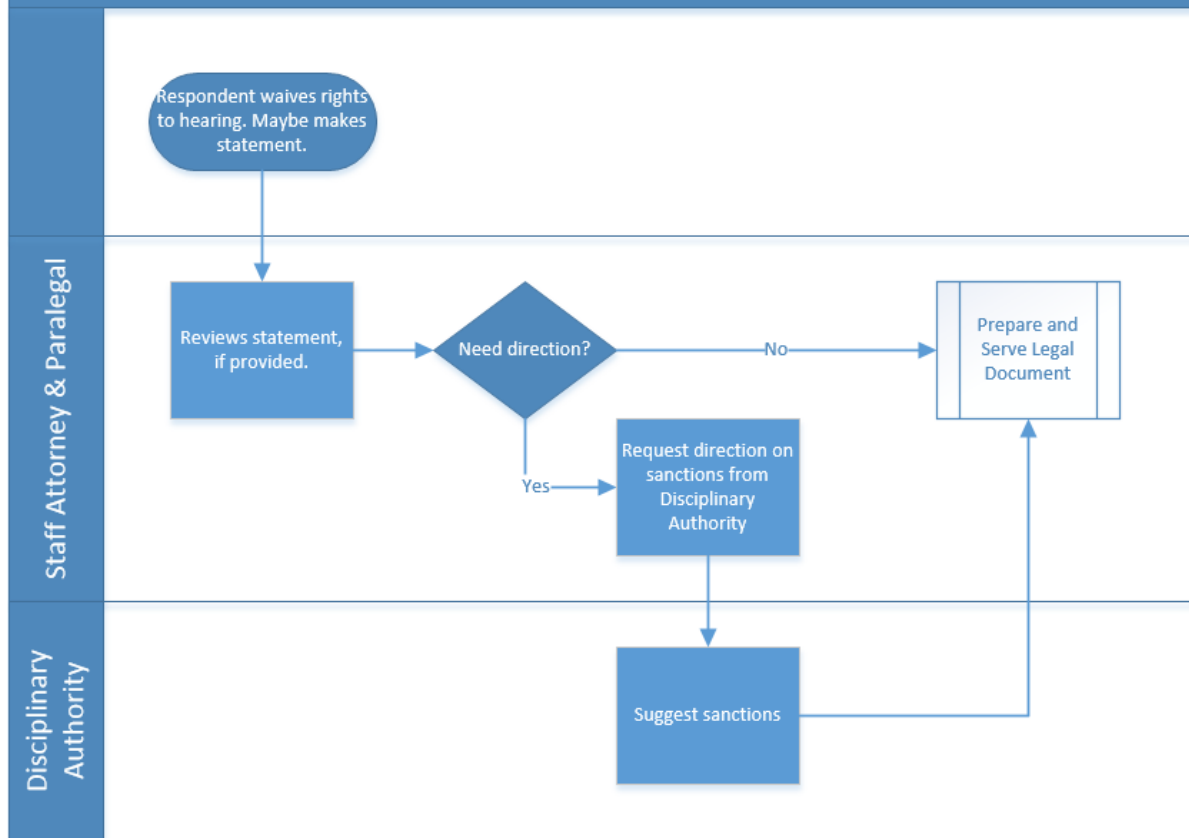 Respondent waives rights
to hearing. Maybe makes
statement.
Staff Attorney & Paralegal
Reviews statement,
if provided.
Need direction?
No
Prepare and
Serve Legal
Document
Yes
Request direction on
sanctions from
Disciplinary
Authority
Disciplinary
Authority
Suggest sanctions